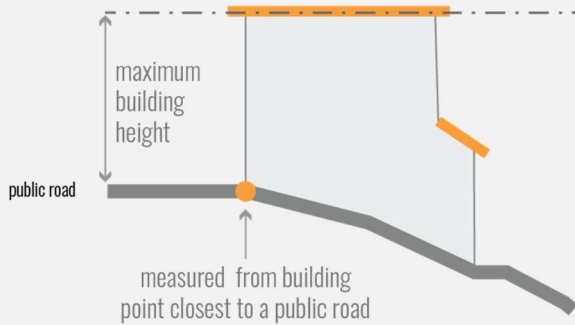 maximum
building
height
public road
measured from building
point closest to a public road